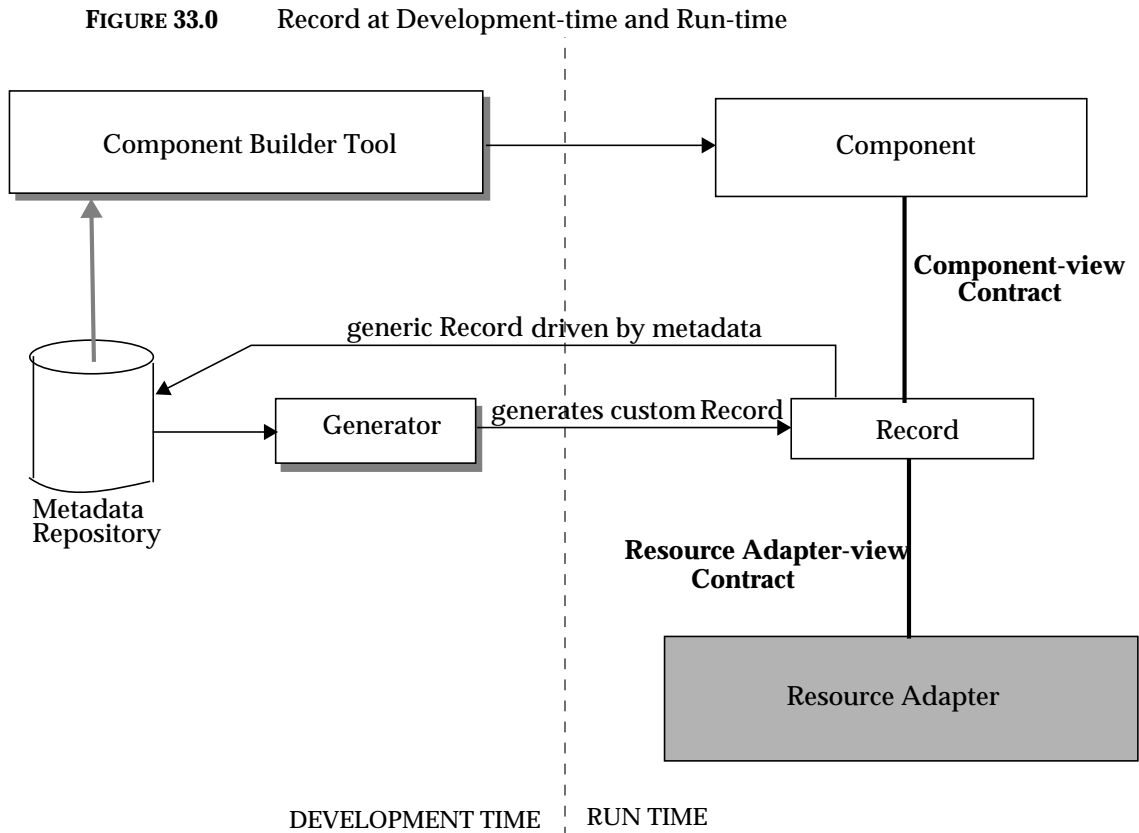 FIGURE 33.0 Record at Development-time and Run-time
Component Builder Tool
Component
Component-view
Contract
generic Record driven by metadata
Generator
generates custom Record
Record
Metadata
Repository
Resource Adapter-view
Contract
Resource Adapter
DEVELOPMENT TIME
RUN TIME